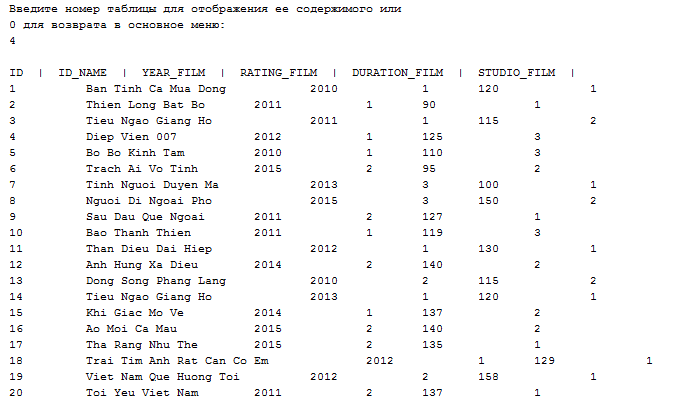 Введите номер таблицы для отображения ее содержимого или
0 для возврата в основное меню:
4
ID | ID_NAME | YEAR_FILM | RATING_FILM | DURATION_FILM | STUDIO_FILM |
1 Ban Tinh Ca Mua Dong 2010 1 120 1
2 Thien Long Bat Bo 2011 1 90 1
3 Tieu Ngao Giang Ho 2011 1 115 2
4 Diep Vien 007 2012 1 125 3
5 Bo Bo Kinh Tam 2010 1 110 3
6 Trach Ai Vo Tinh 2015 2 95 2
7 Tinh Nguoi Duyen Ma 2013 3 100 1
8 Nguoi Di Ngoai Pho 2015 3 150 2
9 Sau Dau Que Ngoai 2011 2 127 1
10 Bao Thanh Thien 2011 1 119 3
11 Than Dieu Dai Hiep 2012 1 130 1
12 Anh Hung Xa Dieu 2014 2 140 2
13 Dong Song Phang Lang 2010 2 115 2
14 Tieu Ngao Giang Ho 2013 1 120 1
15 Khi Giac Mo Ve 2014 1 137 2
16 Ao Moi Ca Mau 2015 2 140 2
17 Tha Rang Nhu The 2015 2 135 1
18 Trai Tim Anh Rat Can Co Em 2012 1 129 1
19 Viet Nam Que Huong Toi 2012 2 158 1
20 Toi Yeu Viet Nam 2011 2 137 1